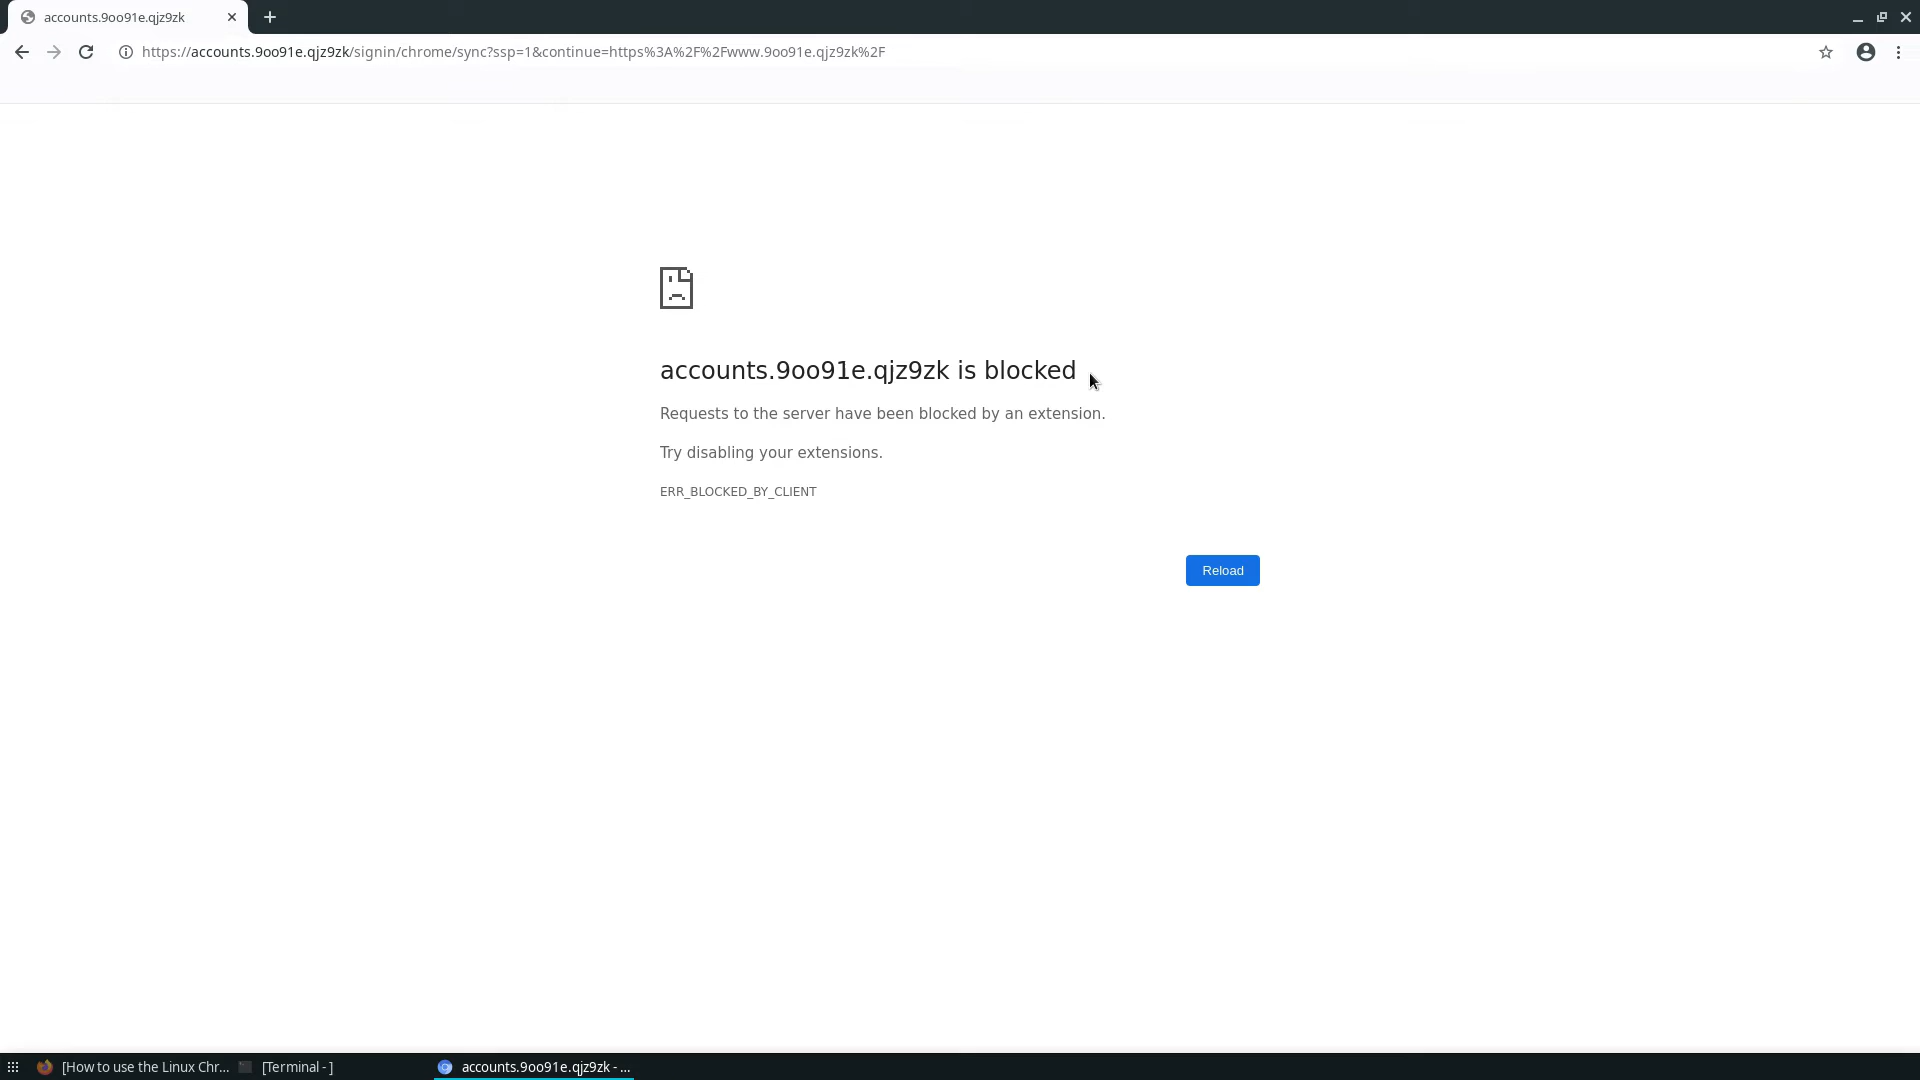 accounts.9oo91e.qjz9zk
https://accounts.9oo91e.qjz9zk/signin/chrome/sync?ssp=1&continue=https%3A%2F%2Fwww.9oo91e.qjz9zk%2F
accounts.9oo91e.qjz9zk is blocked
Requests to the server have been blocked by an extension.
Try disabling your extensions.
ERR_BLOCKED_BY_CLIENT
Reload
[How to use the Linux Chr... [Terminal - ] accounts.9oo91e.qjz9zk - ...